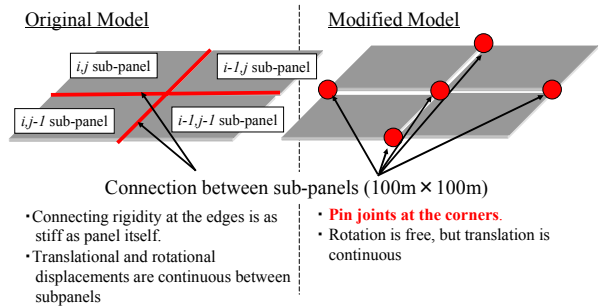 Original Model
Modified Model
i,j sub-panel
i-1,j sub-panel
i,j-1 sub-panel
i-1,j-1 sub-panel
Connection between sub-panels (100m×100m)
•Connecting rigidity at the edges is as
stiff as panel itself.
•Translational and rotational
displacements are continuous between
subpanels
• Pin joints at the corners.
• Rotation is free, but translation is
continuous